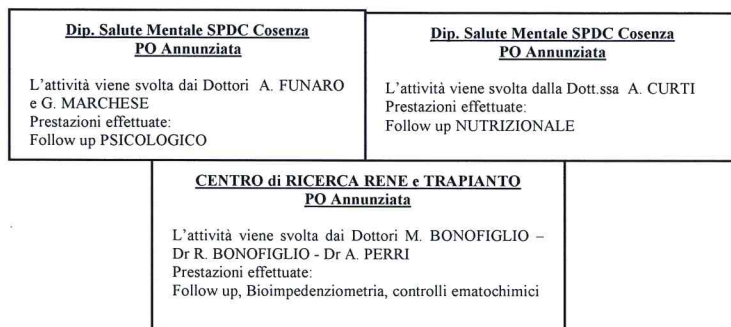 Dip. Salute Mentale SPDC Cosenza
PO Annunziata
L'attività viene svolta dai Dottori A. FUNARO
e G. MARCHESE
Prestazioni effettuate:
Follow up PSICOLOGICO
Dip. Salute Mentale SPDC Cosenza
PO Annunziata
L'attività viene svolta dalla Dott.ssa A. CURTI
Prestazioni effettuate:
Follow up NUTRIZIONALE
CENTRO di RICERCA RENE e TRAPIANTO
PO Annunziata
L'attività viene svolta dai Dottori M. BONOFIGLIO –
Dr R. BONOFIGLIO - Dr A. PERRI
Prestazioni effettuate:
Follow up, Bioimpedenziometria, controlli ematochimici